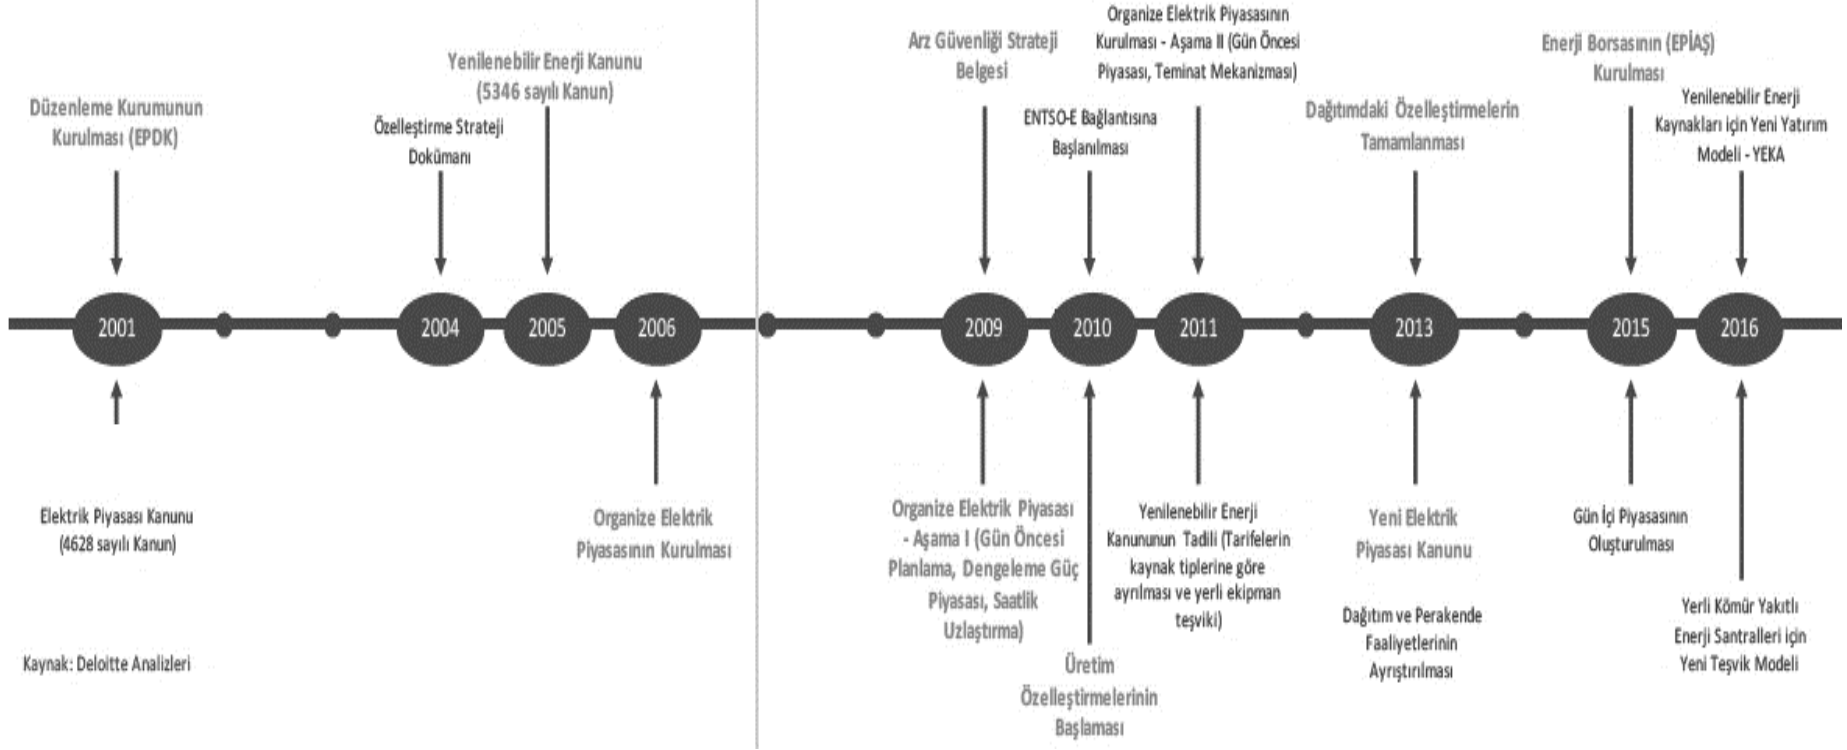 Düzenleme Kurumunun
Kurulması (EPDK)
Özelleştirme Strateji
Dokümanı
Yenilenebilir Enerji Kanunu
(5346 sayılı Kanun)
Arz Güvenliği Strateji
Belgesi
ENTSO-E Bağlantısına
Başlanılması
Organize Elektrik Piyasasının
Kurulması - Aşama II (Gün Öncesi
Piyasası, Teminat Mekanizması)
Dağıtımdaki Özelleştirmelerin
Tamamlanması
Enerji Borsasının (EPİAŞ)
Kurulması
Yenilenebilir Enerji
Kaynakları için Yeni Yatırım
Modeli - YEKA
2001
2004
2005
2006
2009
2010
2011
2013
2015
2016
Elektrik Piyasası Kanunu
(4628 sayılı Kanun)
Organize Elektrik
Piyasasının Kurulması
Organize Elektrik Piyasası
- Aşama I (Gün Öncesi
Planlama, Dengeleme Güç
Piyasası, Saatlik
Uzlaştırma)
Üretim
Özelleştirmelerinin
Başlaması
Yenilenebilir Enerji
Kanununun Tadili (Tarifelerin
kaynak tiplerine göre
ayrılması ve yerli ekipman
teşviki)
Yeni Elektrik
Piyasası Kanunu
Dağıtım ve Perakende
Faaliyetlerinin
Ayrıştırılması
Gün İçi Piyasasının
Oluşturulması
Yerli Kömür Yakıtlı
Enerji Santralleri için
Yeni Teşvik Modeli
Kaynak: Deloitte Analizleri